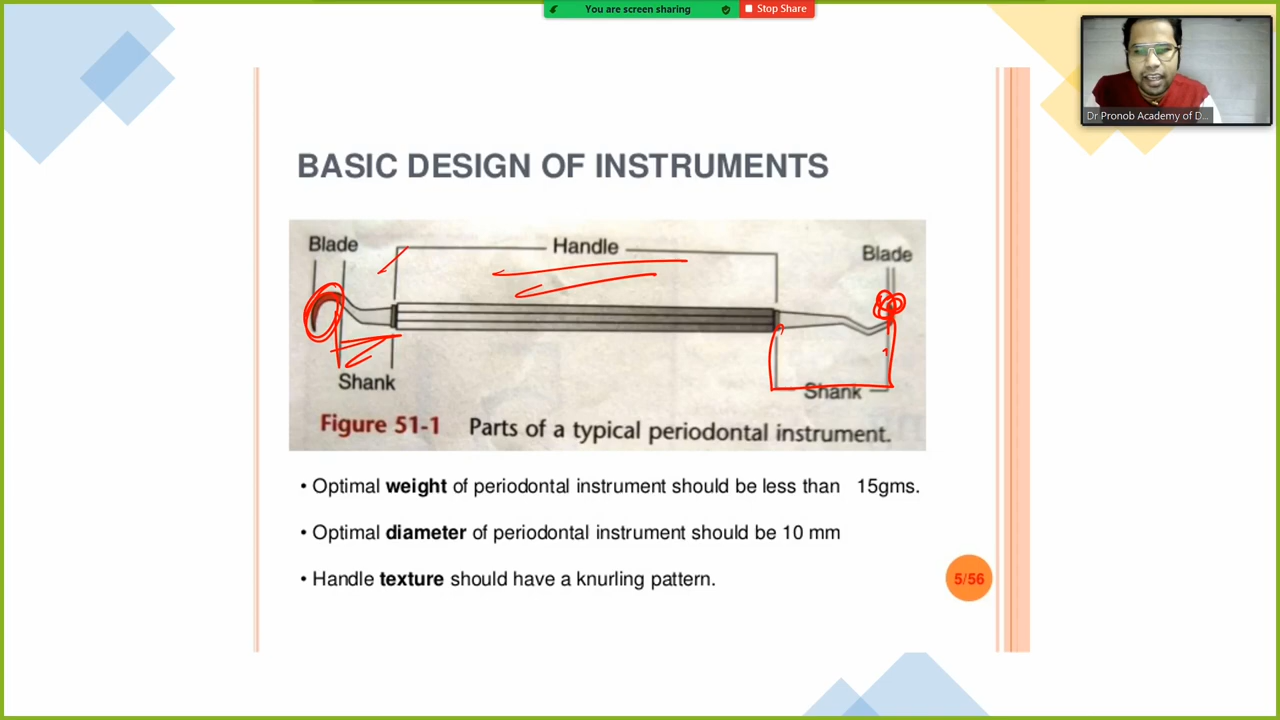 You are screen sharing
Stop Share
Dr Pronob Academy of D...
BASIC DESIGN OF INSTRUMENTS
Blade
Handle
Blade
Shank
Shank
Figure 51-1 Parts of a typical periodontal instrument.
• Optimal weight of periodontal instrument should be less than 15gms.
• Optimal diameter of periodontal instrument should be 10 mm
• Handle texture should have a knurling pattern.
5/56